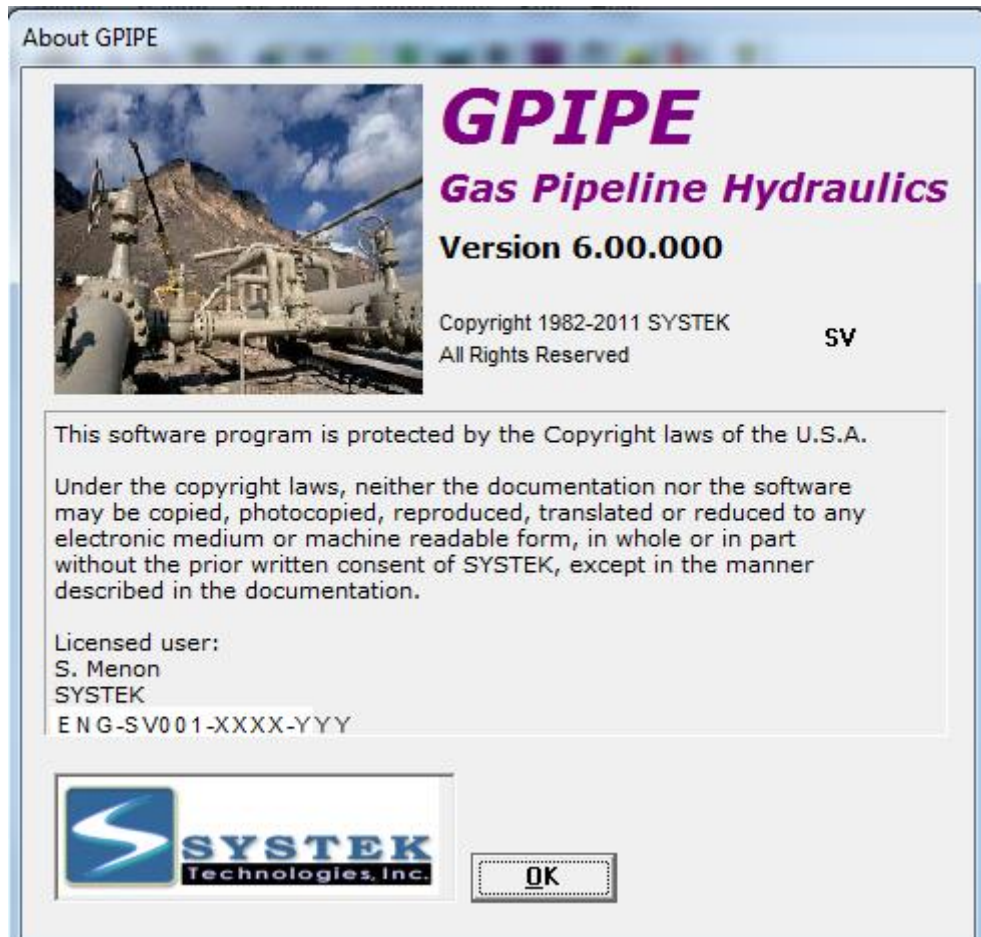 About GPIPE
GPIPE
Gas Pipeline Hydraulics
Version 6.00.000
Copyright 1982-2011 SYSTEK
All Rights Reserved
SV
This software program is protected by the Copyright laws of the U.S.A.
Under the copyright laws, neither the documentation nor the software
may be copied, photocopied, reproduced, translated or reduced to any
electronic medium or machine readable form, in whole or in part
without the prior written consent of SYSTEK, except in the manner
described in the documentation.
Licensed user:
S. Menon
SYSTEK
ENG-SV001-XXXX-YYY
SYSTEK
Technologies, Inc.
OK